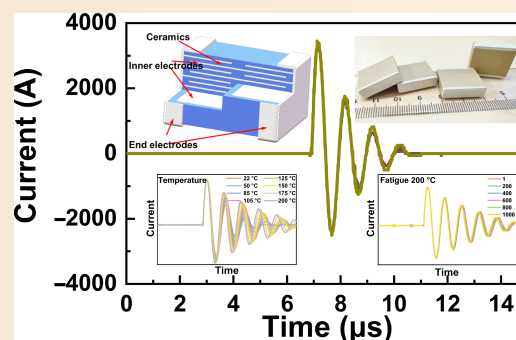 4000
2000
0
−2000
−4000
Current (A)
0 2 4 6 8 10 12 14
Time (μs)
Ceramics
Inner electrodes
End electrodes
Temperature
22 °C 125 °C
50 °C 150 °C
85 °C 175 °C
105 °C 200 °C
Current
Time
Fatigue 200 °C
1
200
400
600
800
1000
Current
Time
11 10